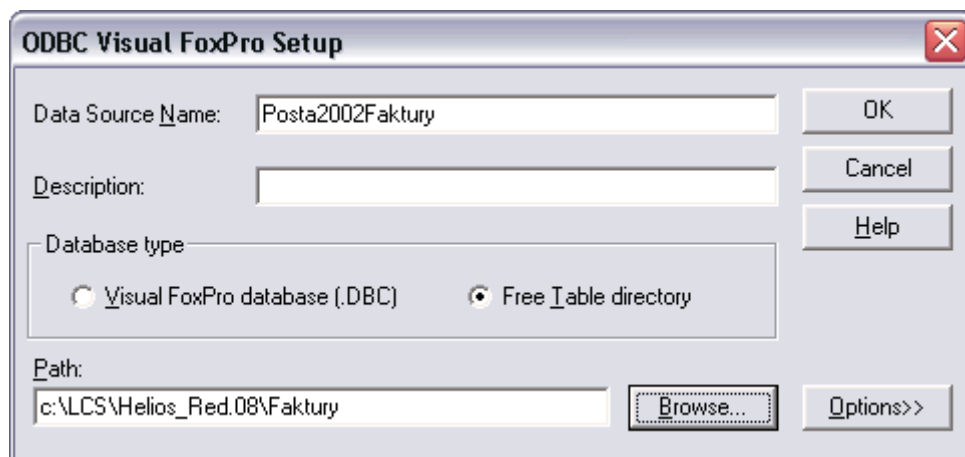 ODBC Visual FoxPro Setup
Data Source Name:
Posta2002Faktury
OK
Description:
Cancel
Help
Database type
Visual FoxPro database (.DBC)
Free Table directory
Path:
c:\LCS\Helios_Red.08\Faktury
Browse...
Options>>